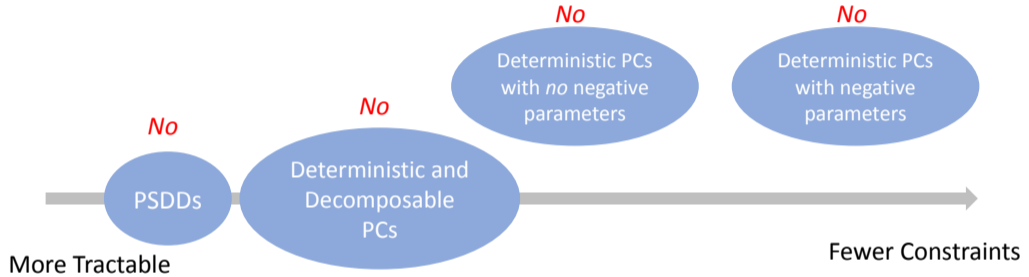 No
Deterministic PCs
with no negative
parameters
No
Deterministic PCs
with negative
parameters
No
Deterministic and
Decomposable
PCs
No
PSDDs
More Tractable
Fewer Constraints